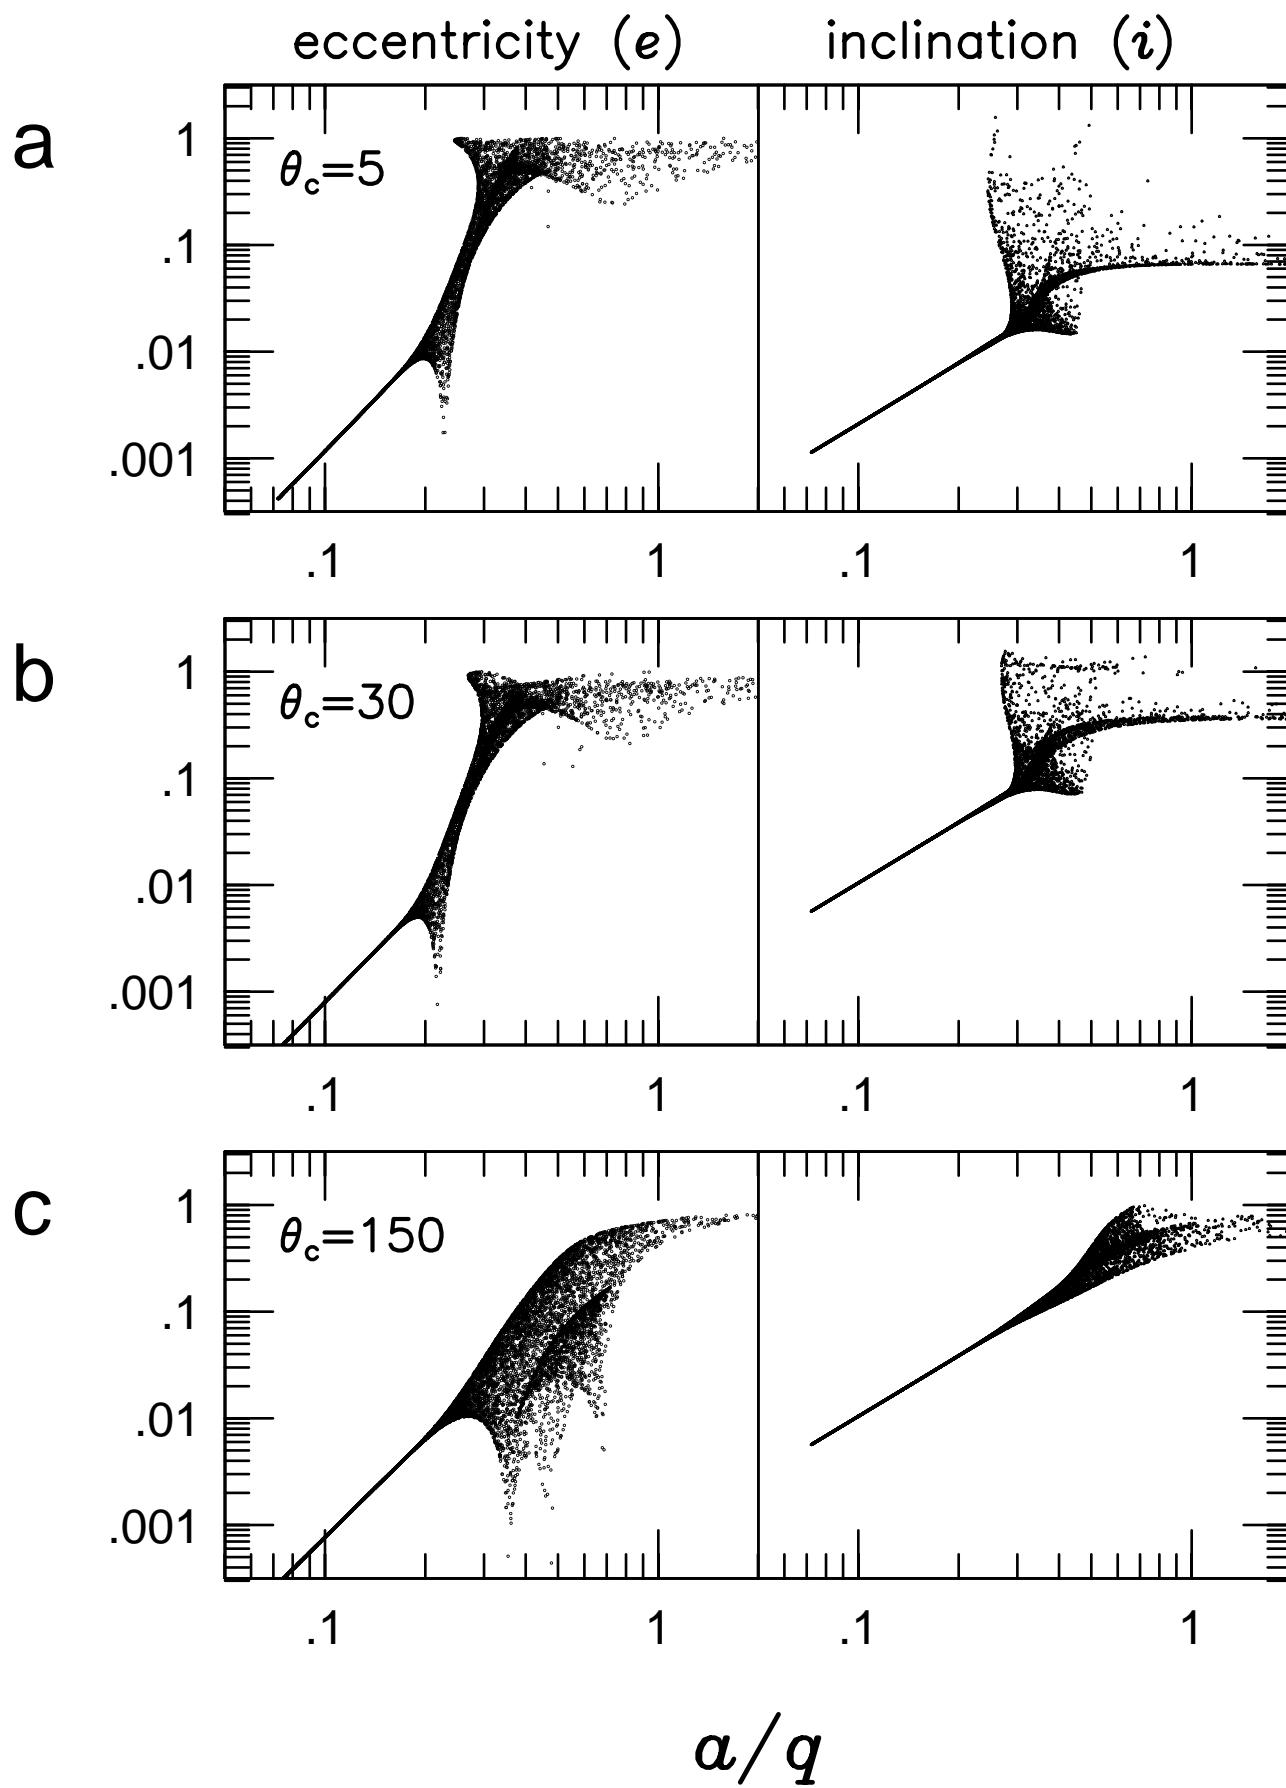 eccentricity (e) inclination (i)
a
θc=5
1
.1
.01
.001
.1 1 .1 1
b
θc=30
1
.1
.01
.001
.1 1 .1 1
c
θc=150
1
.1
.01
.001
.1 1 .1 1
a/q